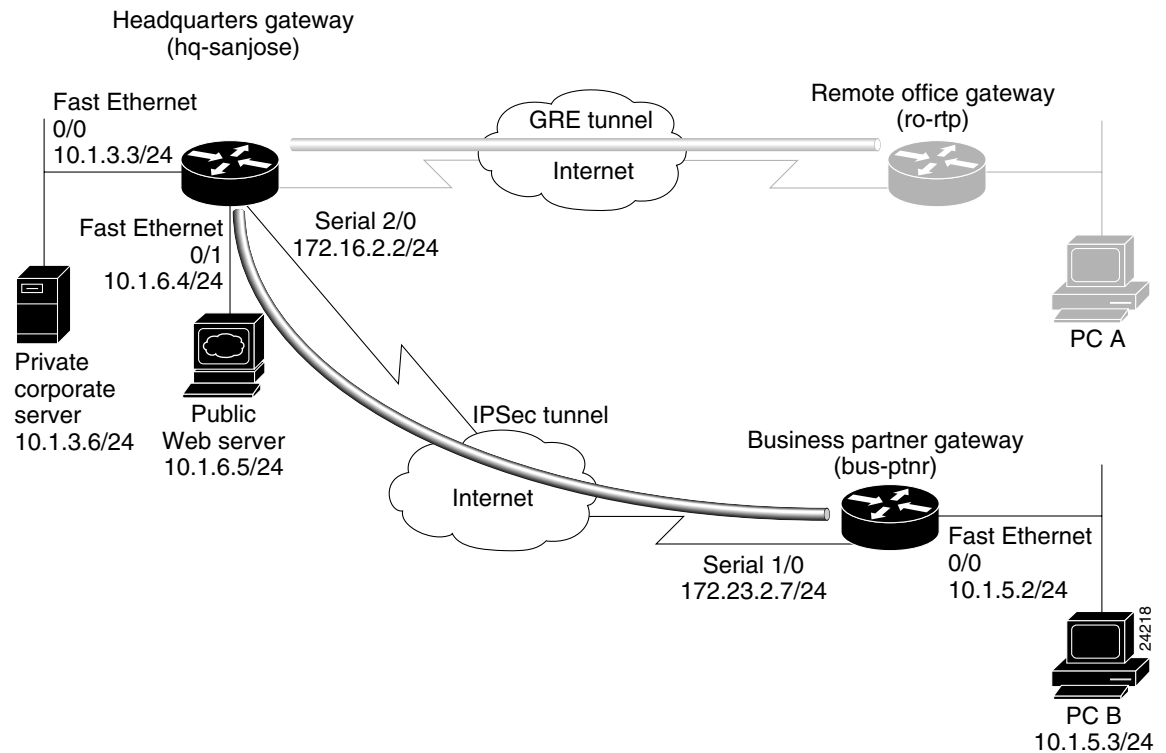 Headquarters gateway
(hq-sanjose)
Fast Ethernet
0/0
10.1.3.3/24
GRE tunnel
Internet
Remote office gateway
(ro-rtp)
Serial 2/0
172.16.2.2/24
Fast Ethernet
0/1
10.1.6.4/24
PC A
Private
corporate
server
10.1.3.6/24
Public
Web server
10.1.6.5/24
IPSec tunnel
Internet
Business partner gateway
(bus-ptnr)
Serial 1/0
172.23.2.7/24
Fast Ethernet
0/0
10.1.5.2/24
24218
PC B
10.1.5.3/24